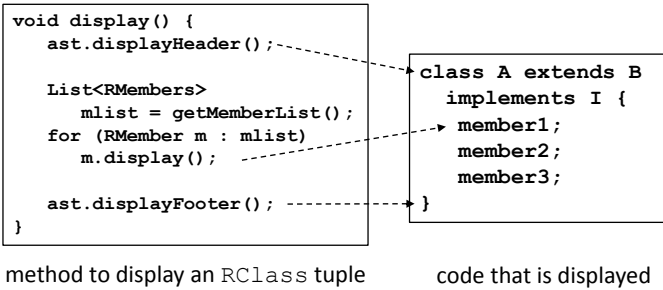 void display() {
ast.displayHeader();
List<RMembers>
mlist = getMemberList();
for (RMember m : mlist)
m.display();
ast.displayFooter();
}
class A extends B
implements I {
member1;
member2;
member3;
}
method to display an RClass tuple
code that is displayed